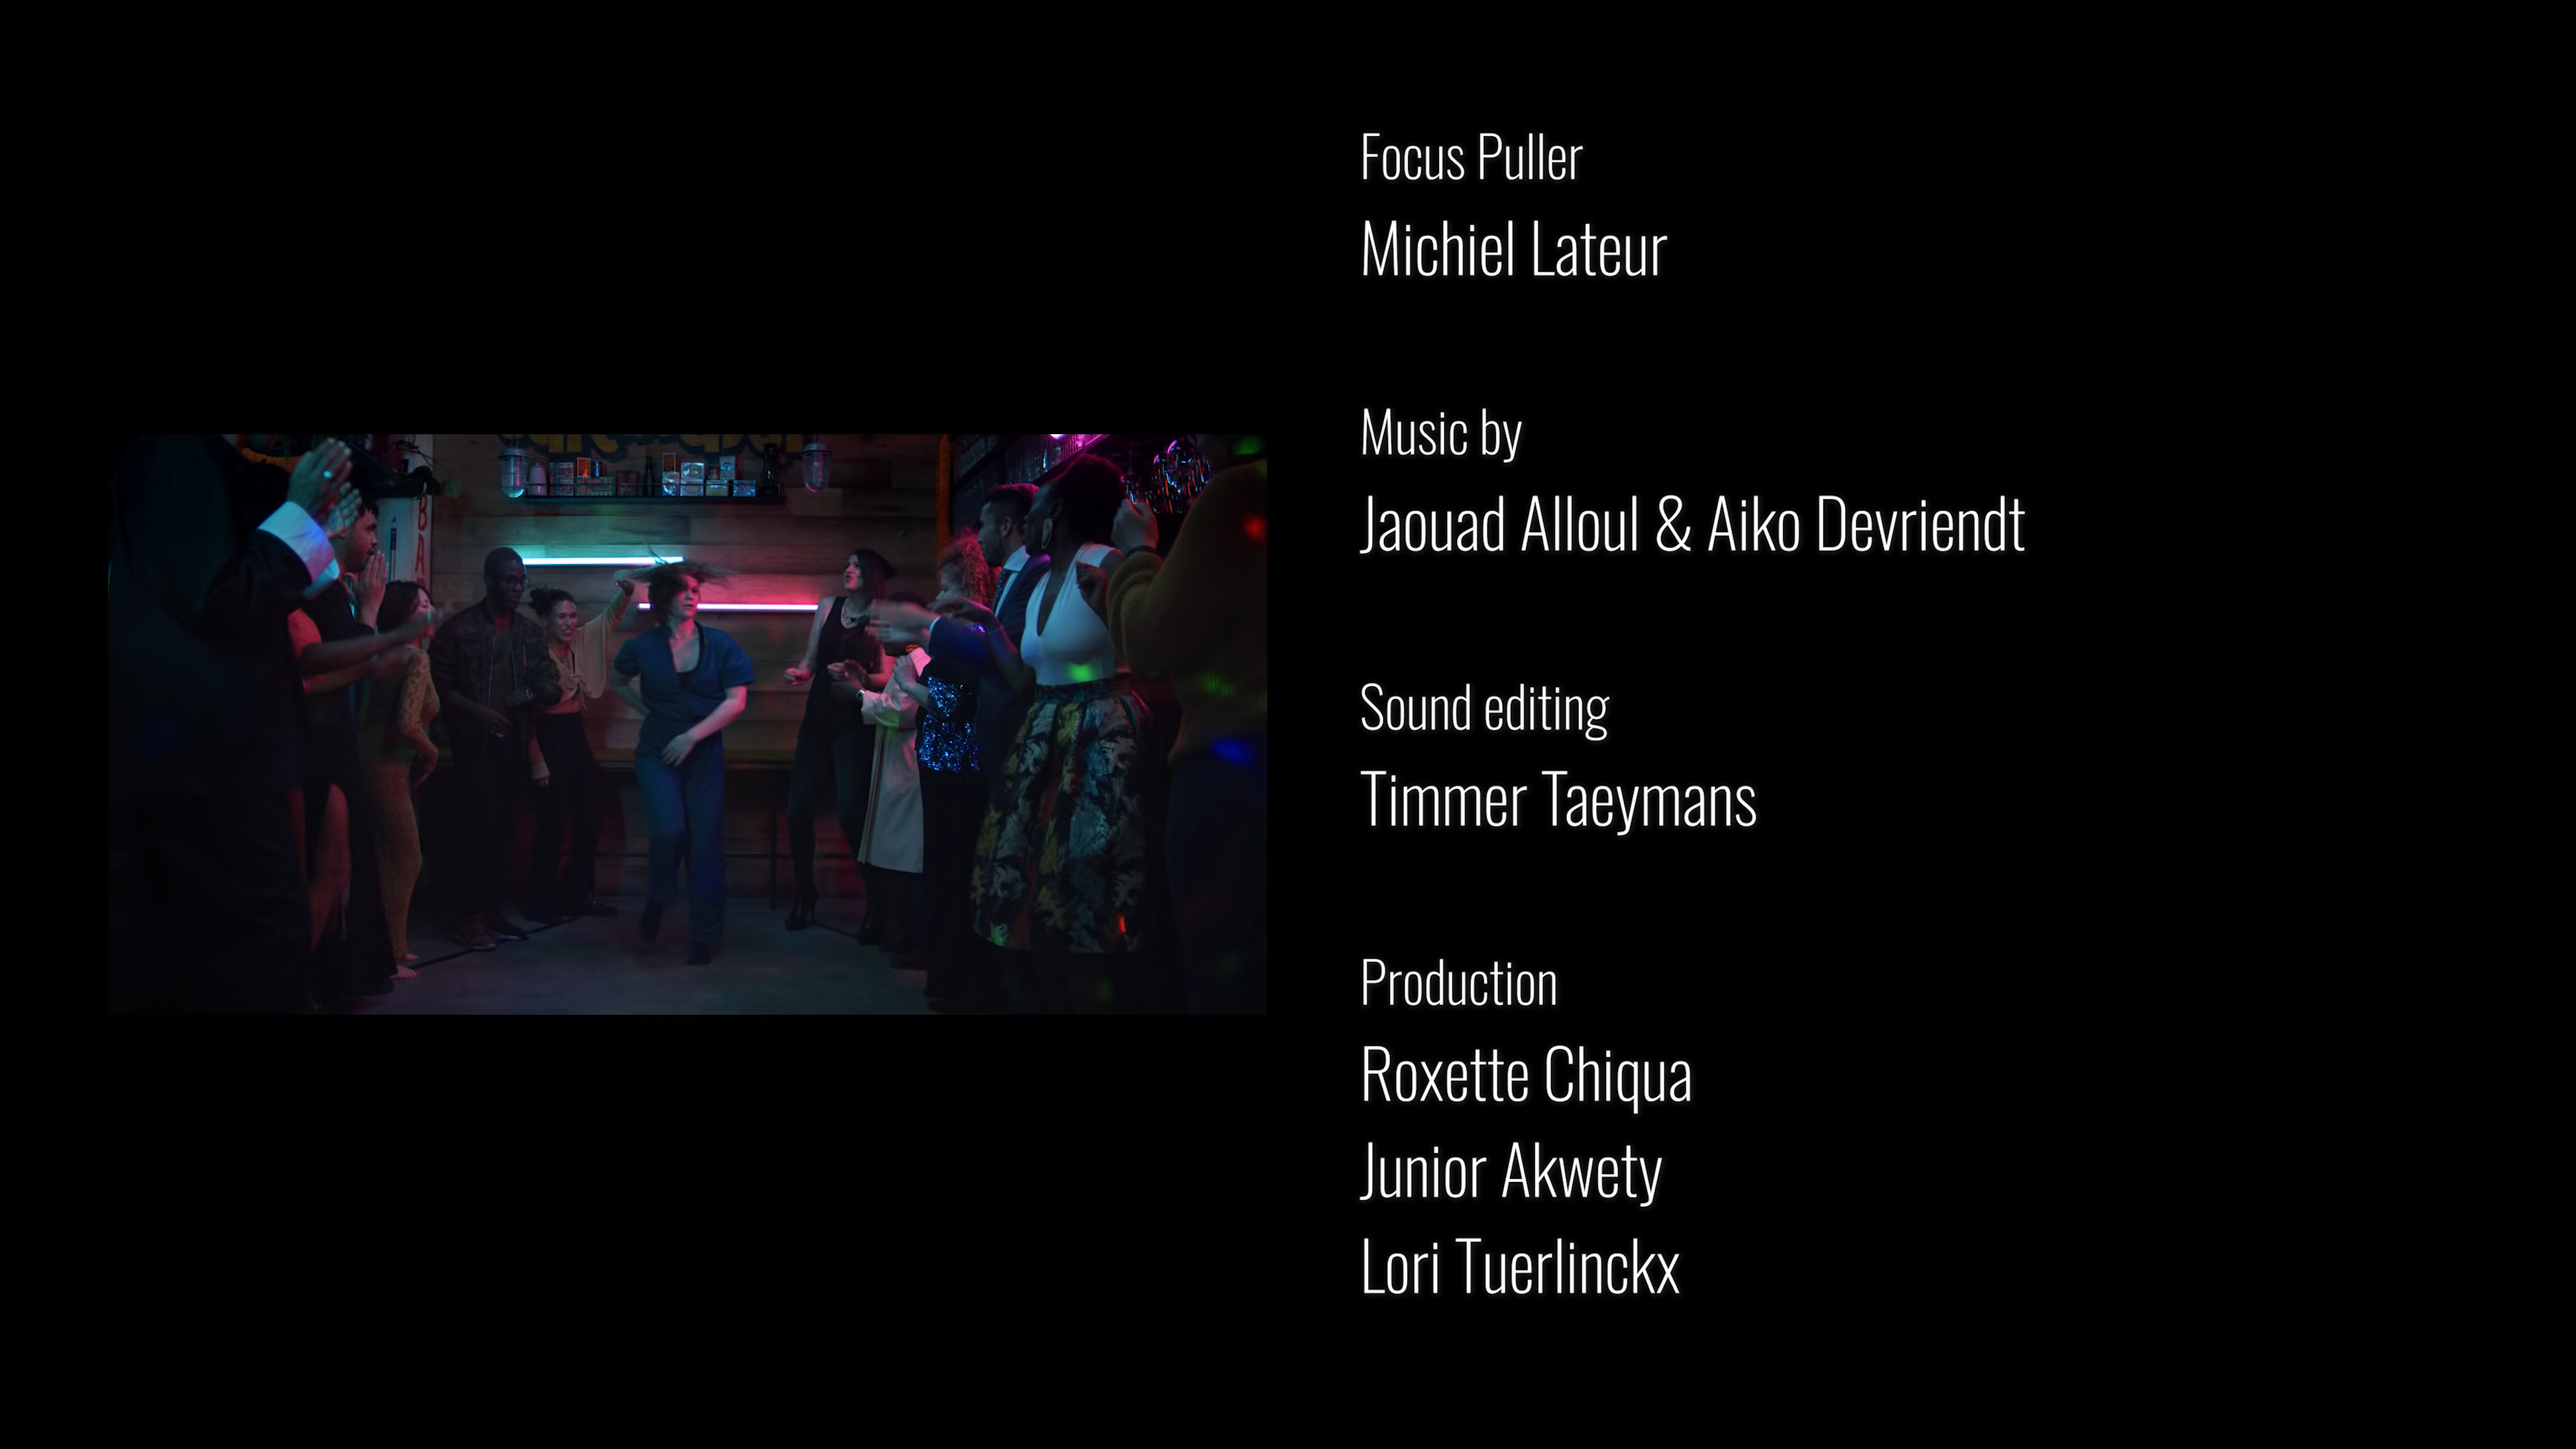 Focus Puller
Michiel Lateur
Music by
Jaouad Alloul & Aiko Devriendt
Sound editing
Timmer Taeymans
Production
Roxette Chiqua
Junior Akwety
Lori Tuerlinckx